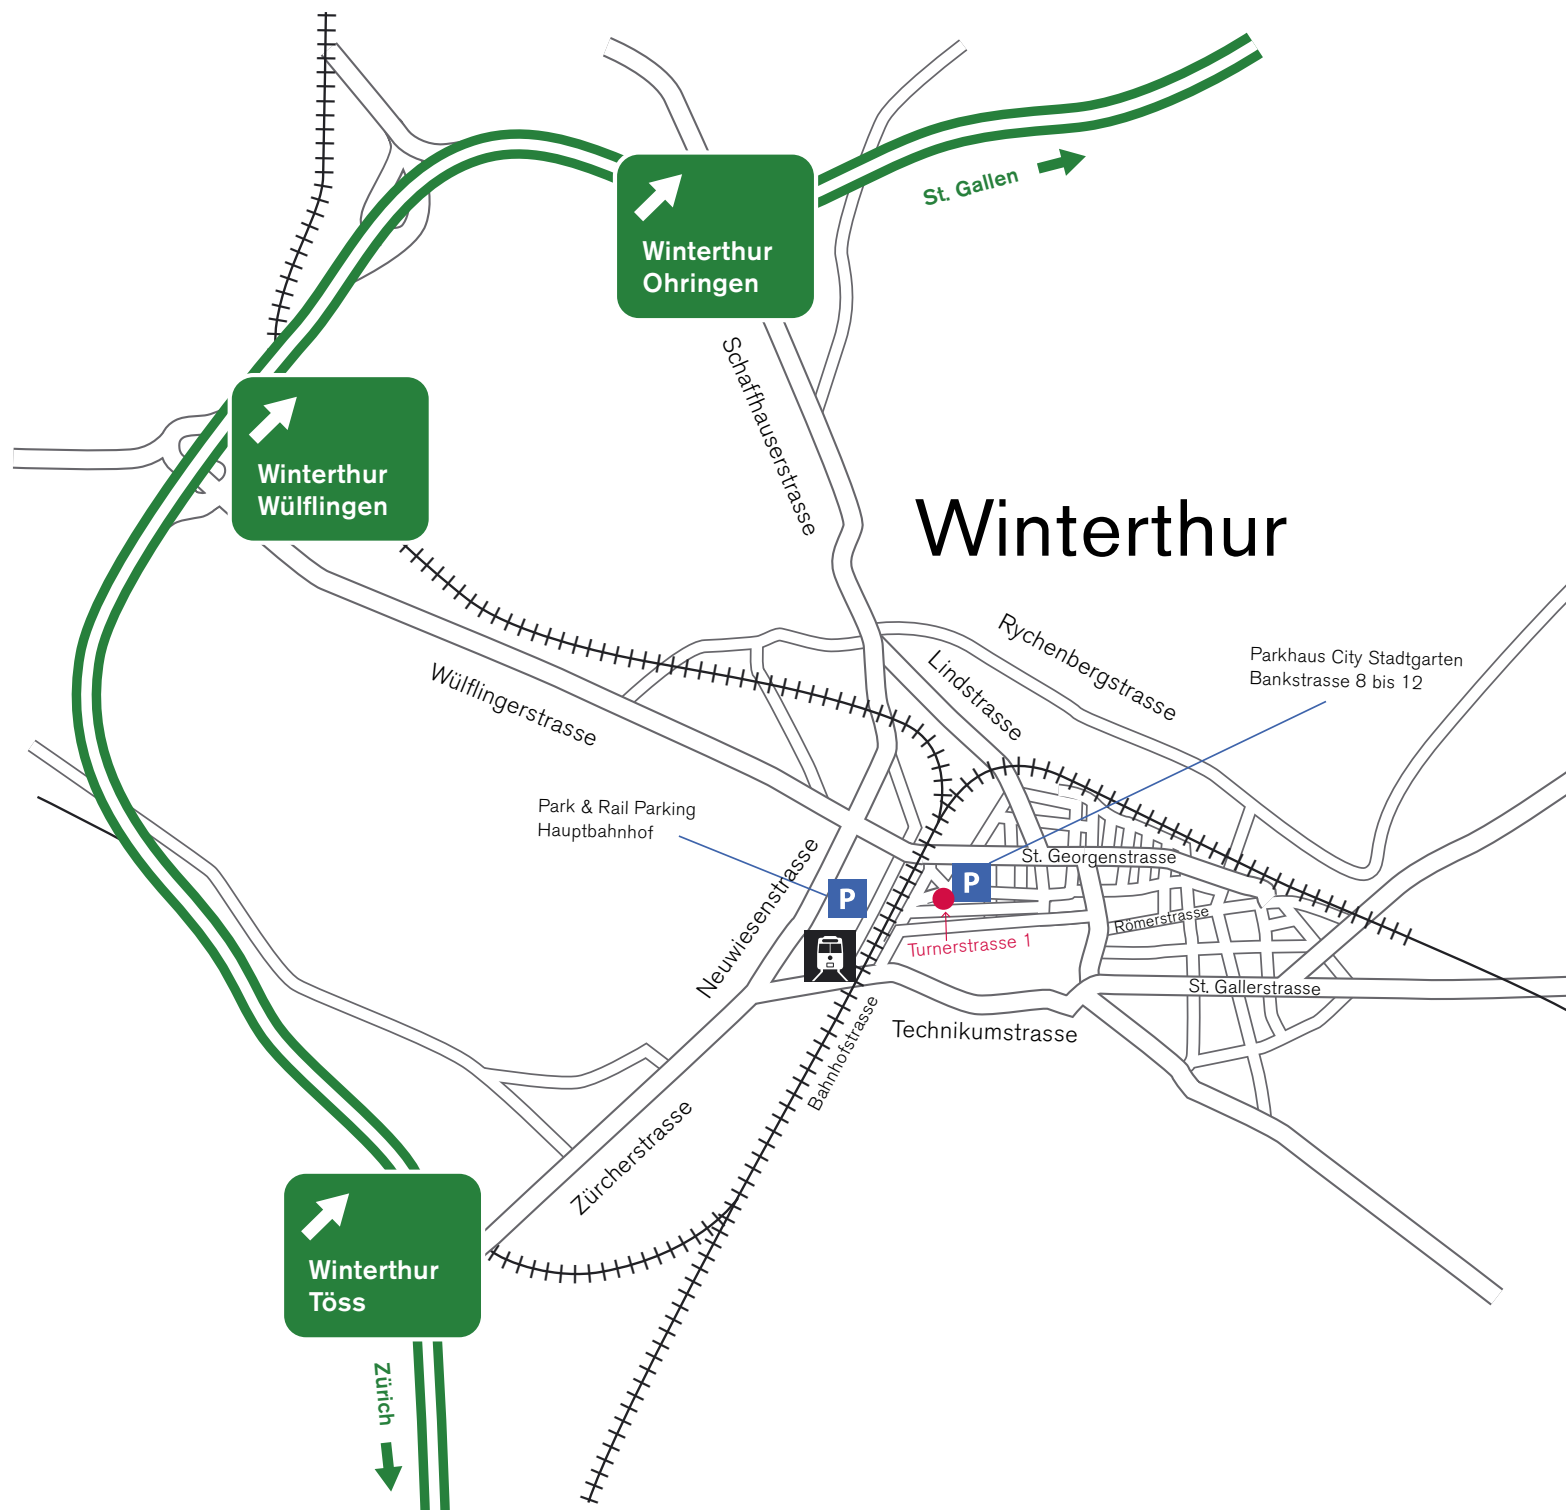 St. Gallen
Winterthur
Ohringen
Schaffhauserstrasse
Winterthur
Wülflingen
Winterthur
Rychenbergstrasse
Lindstrasse
Parkhaus City Stadtgarten
Bankstrasse 8 bis 12
Wülflingerstrasse
Park & Rail Parking
Hauptbahnhof
St. Georgenstrasse
P
P
Neuwiesenstrasse
Römerstrasse
Turnerstrasse 1
St. Gallerstrasse
Technikumstrasse
Bahnhofstrasse
Zürcherstrasse
Winterthur
Töss
Zürich